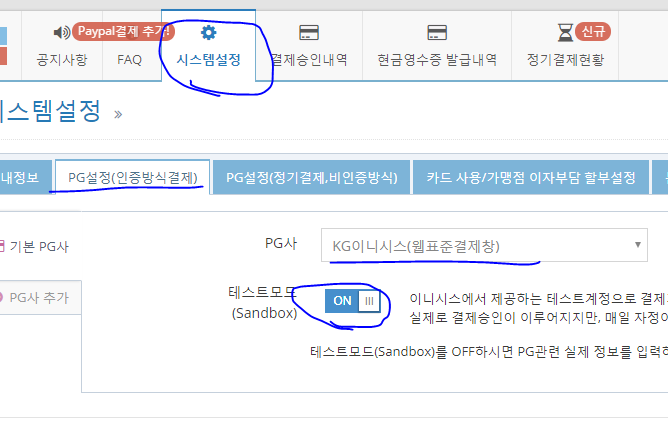 Paypal결제 추가!
신규
공지사항
FAQ
시스템설정
결제승인내역
현금영수증 발급내역
정기결제현황
스템설정 »
내정보
PG설정(인증방식결제)
PG설정(정기결제,비인증방식)
카드 사용/가맹점 이자부담 할부설정
기본 PG사
PG사 추가
PG사
KG이니시스(웹표준결제창)
테스트모드
(Sandbox)
ON
이니시스에서 제공하는 테스트계정으로 결제
실제로 결제승인이 이루어지지만, 매일 자정
테스트모드(Sandbox)를 OFF하시면 PG관련 실제 정보를 입력